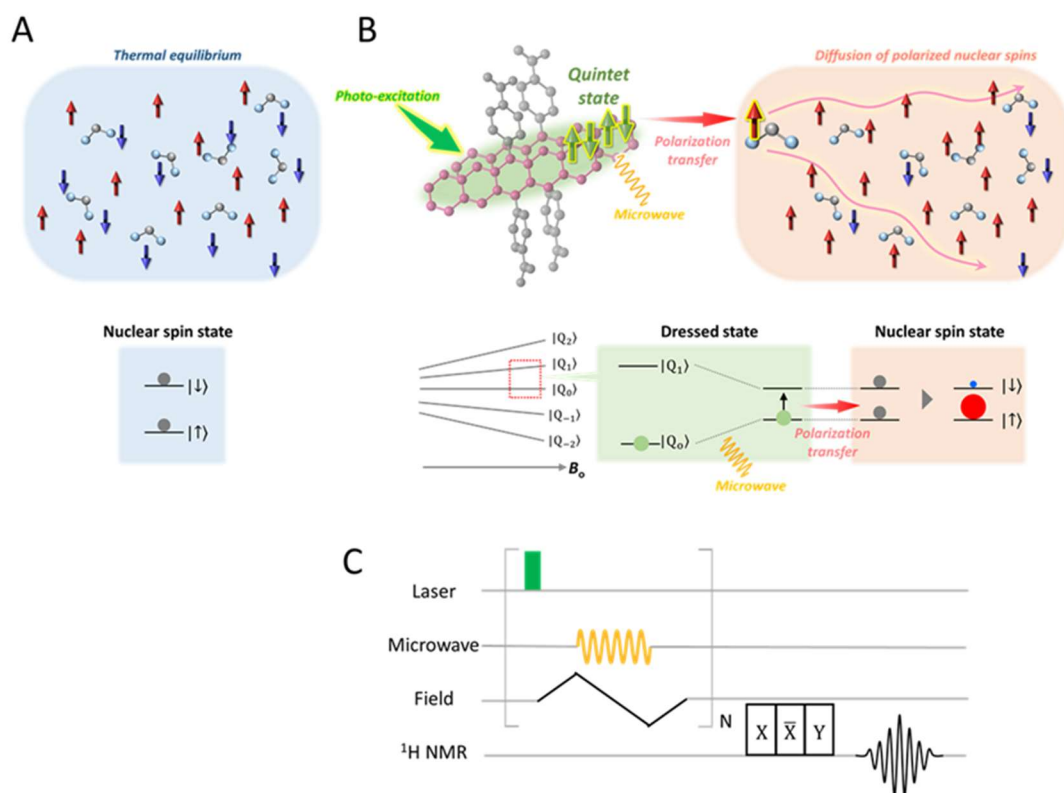 A
Thermal equilibrium
Nuclear spin state
|↓⟩
|↑⟩
B
Photo-excitation
Quintet
state
Microwave
Polarization
transfer
Diffusion of polarized nuclear spins
|Q₂⟩
|Q₁⟩
|Q₀⟩
|Q₋₁⟩
|Q₋₂⟩
B₀
Dressed state
|Q₁⟩
|Q₀⟩
Microwave
Polarization
transfer
Nuclear spin state
|↓⟩
|↑⟩
C
Laser
Microwave
Field
N
¹H NMR
X X̅ Y